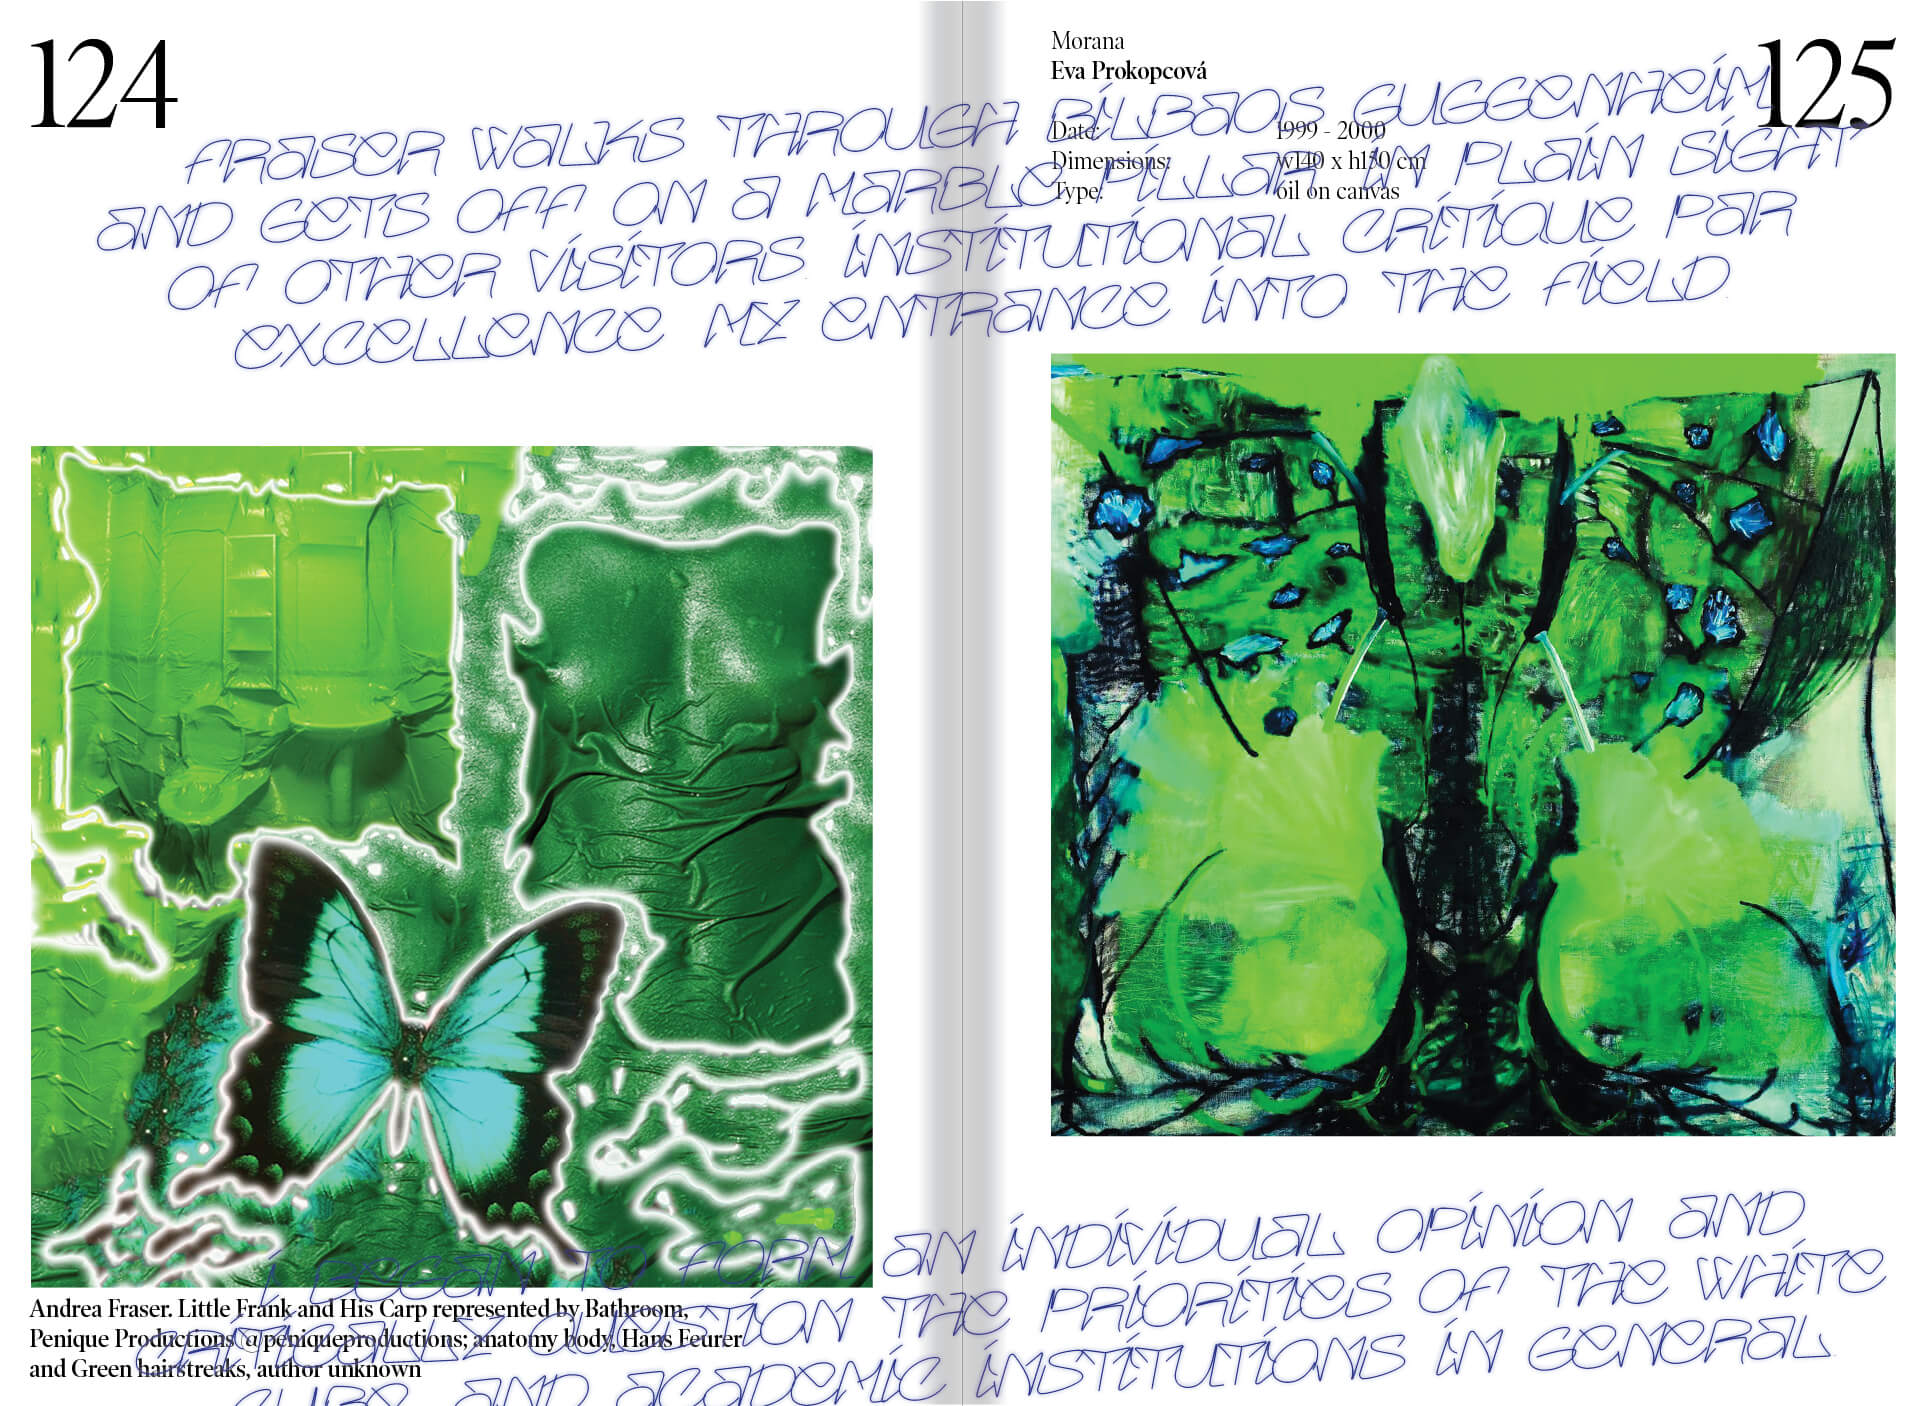 124
Morana
Eva Prokopcová
125
Date: 1999 - 2000
Dimensions: w140 x h150 cm
Type: oil on canvas
FRASER WALKS THROUGH BILBAOS GUGGENHEIM
AND GETS OFF ON A MARBLE PILLAR IN PLAIN SIGHT
OF OTHER VISITORS. INSTITUTIONAL CRITIQUE PAR
EXCELLENCE MY ENTRANCE INTO THE FIELD.
I BEGAN TO FORM AN INDIVIDUAL OPINION AND
CRITICALLY QUESTION THE PRIORITIES OF THE WHITE
CUBE AND ACADEMIC INSTITUTIONS IN GENERAL.
Andrea Fraser. Little Frank and His Carp represented by Bathroom,
Penique Productions @peniqueproductions; anatomy body, Hans Feurer
and Green hairstreaks, author unknown